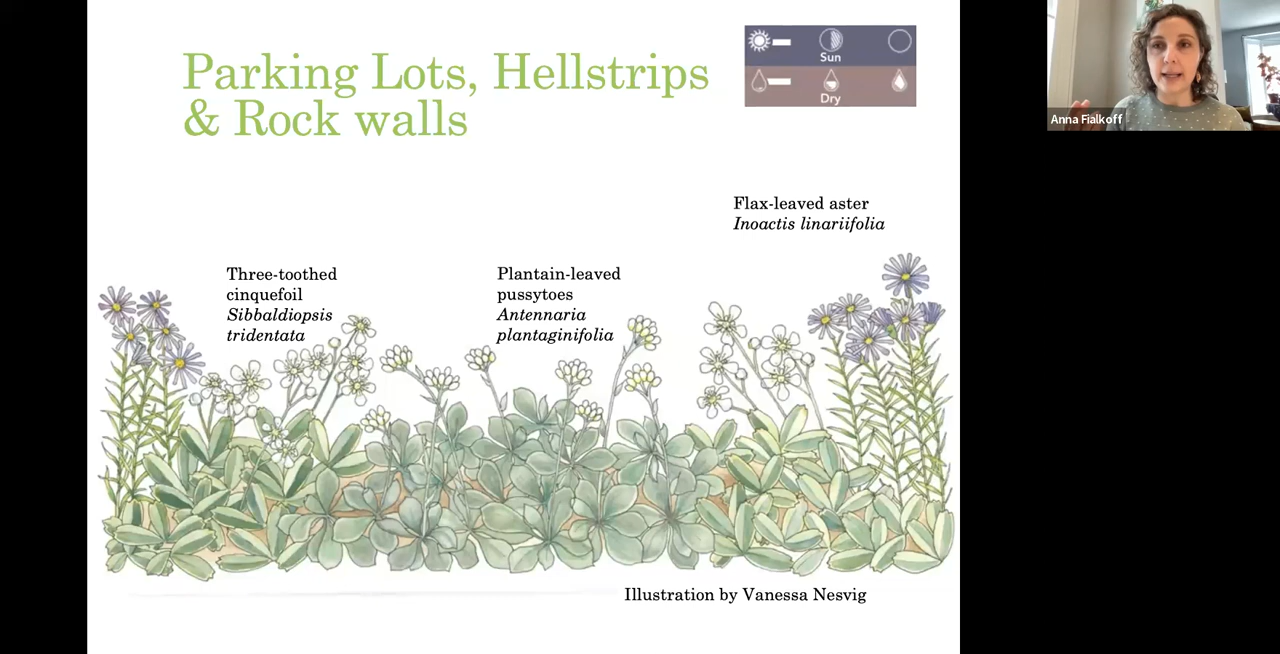 Parking Lots, Hellstrips
& Rock walls
Sun
Dry
Anna Fialkoff
Flax-leaved aster
Inoactis linariifolia
Three-toothed
cinquefoil
Sibbaldiopsis
tridentata
Plantain-leaved
pussytoes
Antennaria
plantaginifolia
Illustration by Vanessa Nesvig